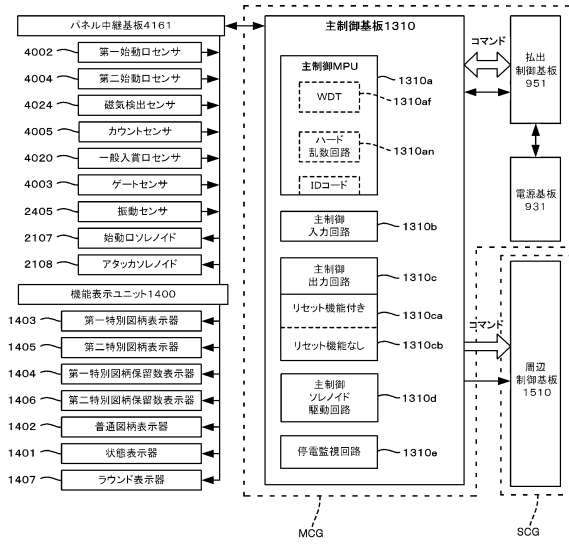 パネル中継基板4161
4002
第一始動口センサ
4004
第二始動口センサ
4024
磁気検出センサ
4005
カウントセンサ
4020
一般入賞口センサ
4003
ゲートセンサ
2405
振動センサ
2107
始動口ソレノイド
2108
アタッカソレノイド
機能表示ユニット1400
1403
第一特別図柄表示器
1405
第二特別図柄表示器
1404
第一特別図柄保留数表示器
1406
第二特別図柄保留数表示器
1402
普通図柄表示器
1401
状態表示器
1407
ラウンド表示器
主制御基板1310
主制御MPU
1310a
WDT
1310af
ハード
乱数回路
1310an
IDコード
主制御
入力回路
1310b
主制御
出力回路
1310c
リセット機能付き
1310ca
リセット機能なし
1310cb
主制御
ソレノイド
駆動回路
1310d
停電監視回路
1310e
コマンド
払出
制御基板
951
電源基板
931
コマンド
周辺
制御基板
1510
MCG
SCG